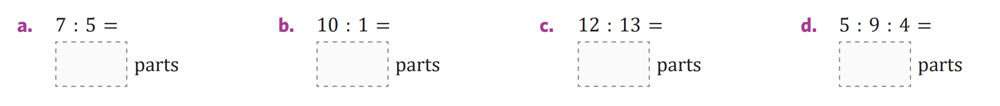 a. 7 : 5 =
parts
b. 10 : 1 =
parts
c. 12 : 13 =
parts
d. 5 : 9 : 4 =
parts